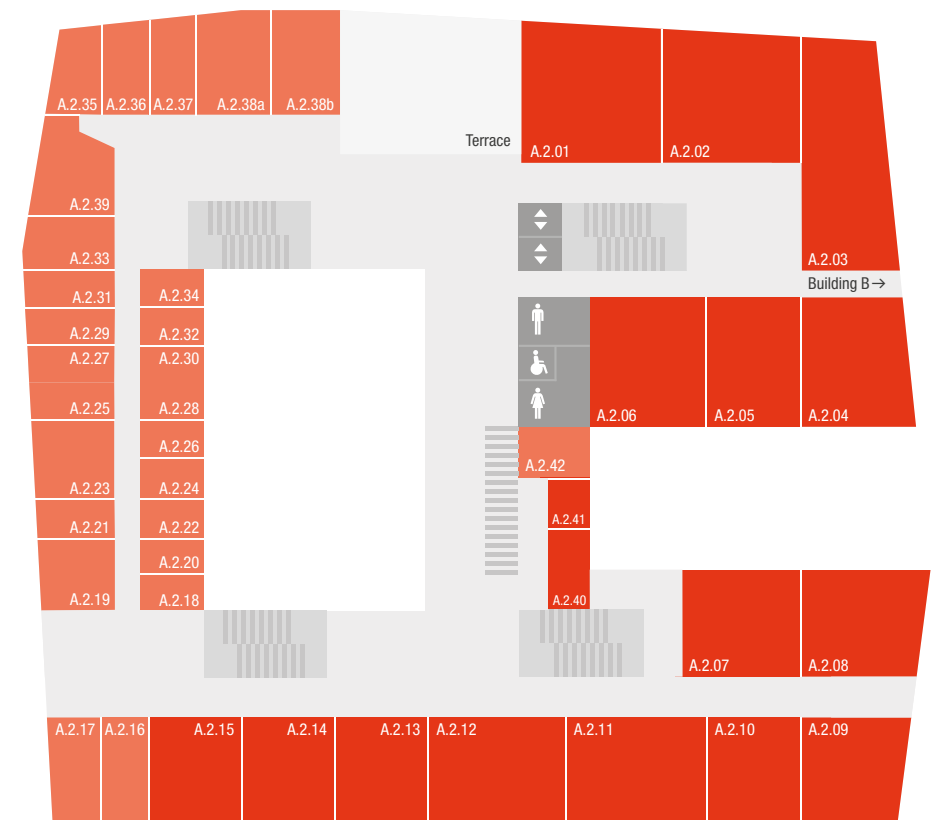 A.2.35
A.2.36
A.2.37
A.2.38a
A.2.38b
Terrace
A.2.01
A.2.02
A.2.03
Building B→
A.2.39
A.2.33
A.2.31
A.2.29
A.2.27
A.2.25
A.2.23
A.2.21
A.2.19
A.2.34
A.2.32
A.2.30
A.2.28
A.2.26
A.2.24
A.2.22
A.2.20
A.2.18
A.2.06
A.2.05
A.2.04
A.2.42
A.2.41
A.2.40
A.2.07
A.2.08
A.2.17
A.2.16
A.2.15
A.2.14
A.2.13
A.2.12
A.2.11
A.2.10
A.2.09